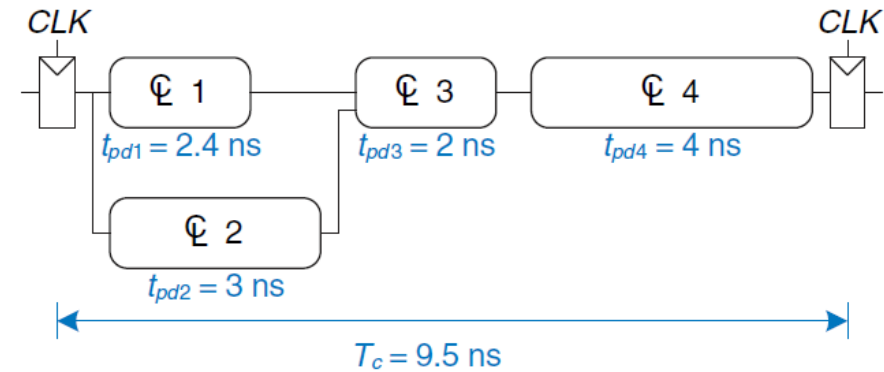 CLK
CLK
CL 1
CL 3
CL 4
tpd1 = 2.4 ns
tpd3 = 2 ns
tpd4 = 4 ns
CL 2
tpd2 = 3 ns
Tc = 9.5 ns